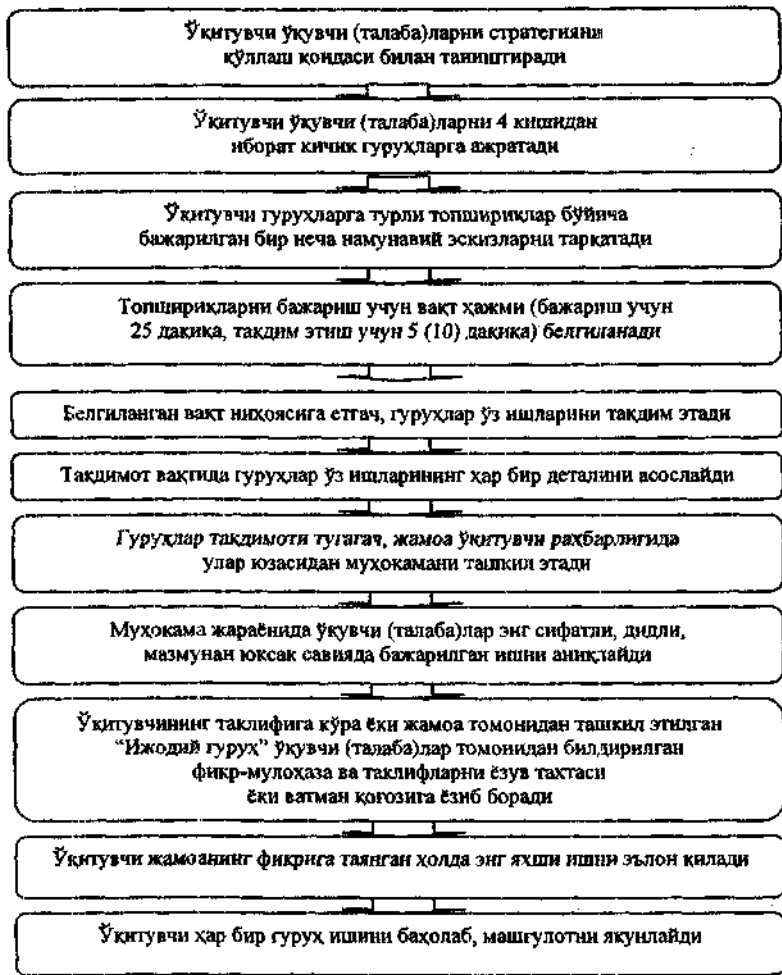 Ўқитувчи ўқувчи (талаба)ларни стратегияни
қўллаш қоидаси билан таништиради
Ўқитувчи ўқувчи (талаба)ларни 4 кишидан
иборат кичик гуруҳларга ажратади
Ўқитувчи гуруҳларга турли топшириқлар бўйича
бажарилган бир неча намунавий эскизларни тарқатади
Топшириқларни бажариш учун вақт ҳажми (бажариш учун
25 дақиқа, тақдим этиш учун 5 (10) дақиқа) белгиланади
Белгиланган вақт ниҳоясига етгач, гуруҳлар ўз ишларини тақдим этади
Тақдимот вақтида гуруҳлар ўз ишларининг ҳар бир деталини асослайди
Гуруҳлар тақдимоти тугагач, жамоа ўқитувчи раҳбарлигида
улар юзасидан муҳокамани ташкил этади
Муҳокама жараёнида ўқувчи (талаба)лар энг сифатли, дидли,
мазмунан юксак савияда бажарилган ишни аниқлайди
Ўқитувчининг таклифига кўра ёки жамоа томонидан ташкил этилган
“Ижодий гуруҳ” ўқувчи (талаба)лар томонидан билдирилган
фикр-мулоҳаза ва таклифларни ёзув тахтаси
ёки ватман қоғозига ёзиб боради
Ўқитувчи жамоанинг фикрига таянган ҳолда энг яхши ишни эълон қилади
Ўқитувчи ҳар бир гуруҳ ишини баҳолаб, машғулотни якунлайди